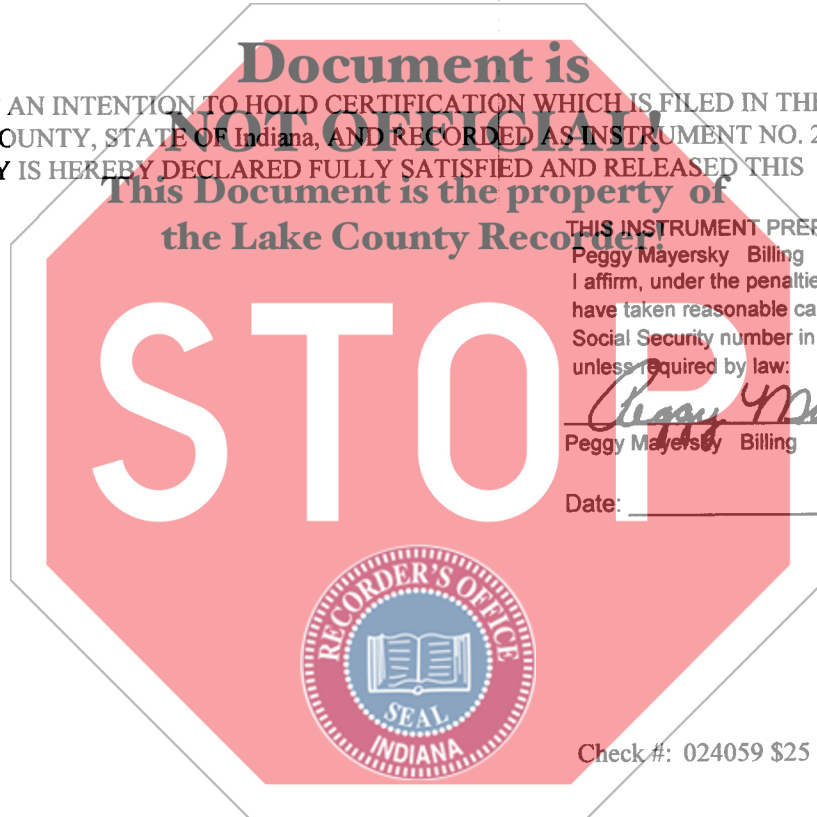 Document is
AN INTENTION TO HOLD CERTIFICATION WHICH IS FILED IN THE
NOT OFFICIAL!
OUNTY, STATE OF Indiana, AND RECORDED AS INSTRUMENT NO. 2
Y IS HEREBY DECLARED FULLY SATISFIED AND RELEASED THIS
This Document is the property of
the Lake County Recorder!
THIS INSTRUMENT PREP
Peggy Mayersky Billing
I affirm, under the penaltie
have taken reasonable ca
Social Security number in
unless required by law:
STOP
Peggy Ma
Peggy Mayersky Billing
Date:
RECORDER'S OFFICE
SEAL
INDIANA
Check #: 024059 $25